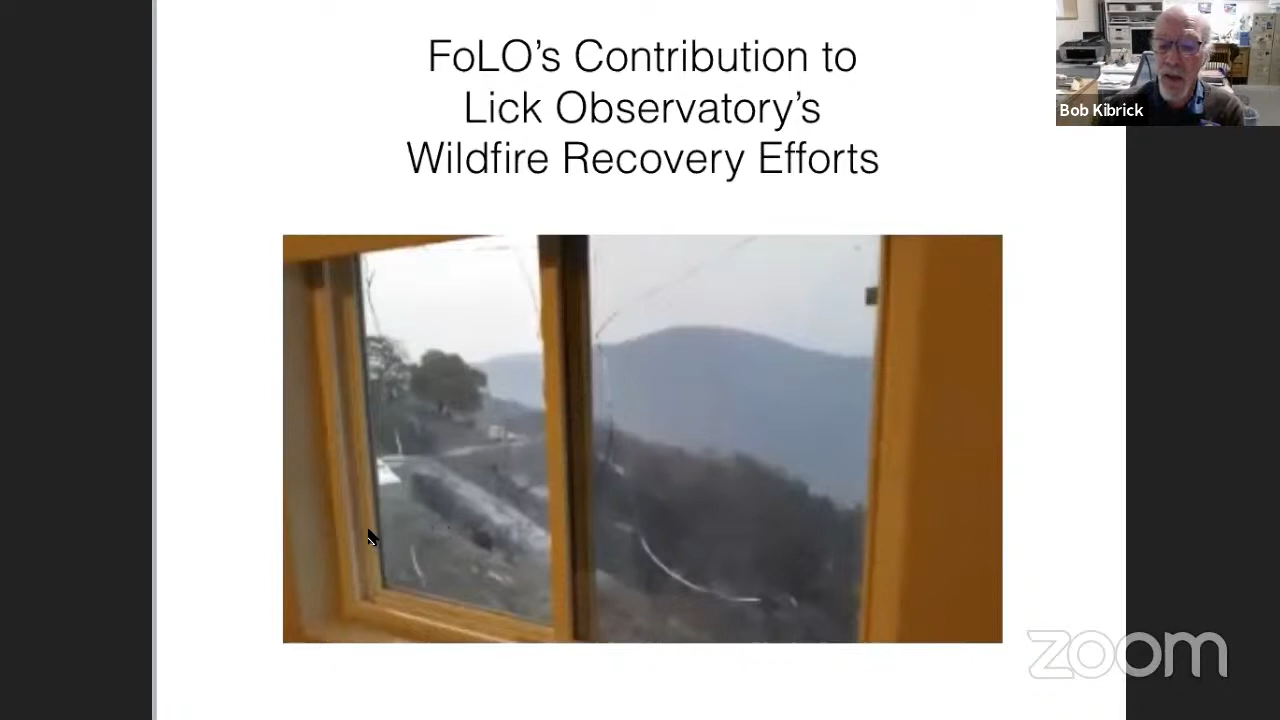 FoLO’s Contribution to
Lick Observatory’s
Wildfire Recovery Efforts
Bob Kibrick
zoom